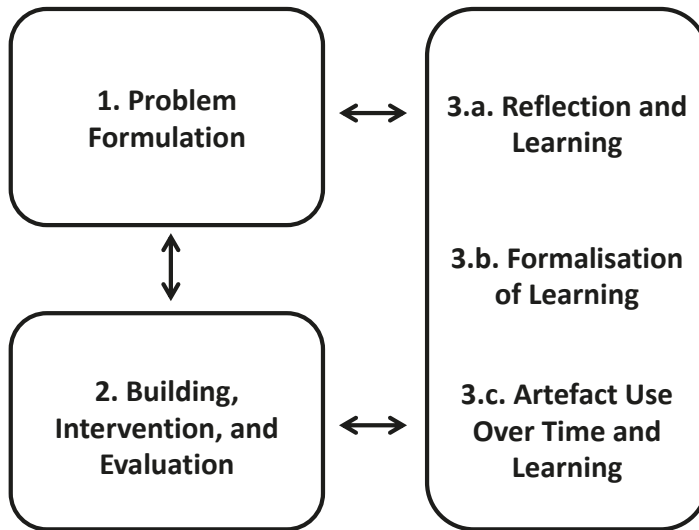 1. Problem
Formulation
2. Building,
Intervention, and
Evaluation
3.a. Reflection and
Learning
3.b. Formalisation
of Learning
3.c. Artefact Use
Over Time and
Learning